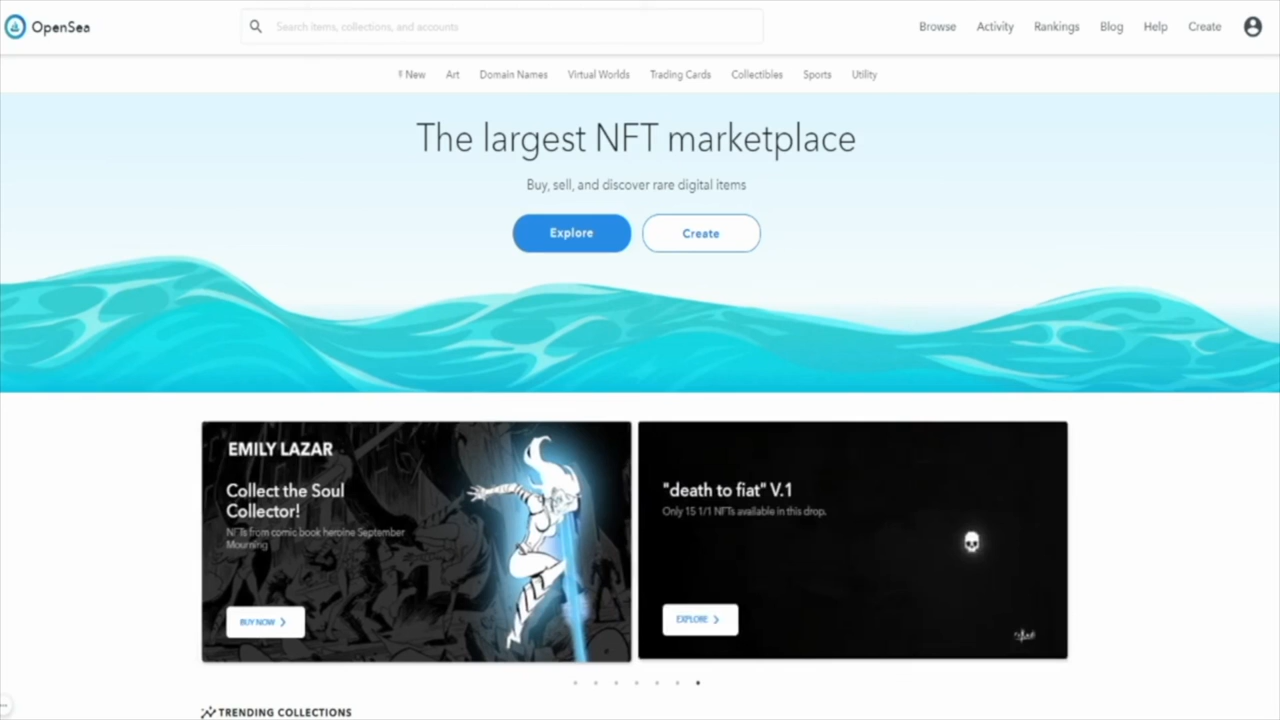 OpenSea
Search items, collections, and accounts
Browse Activity Rankings Blog Help Create
New Art Domain Names Virtual Worlds Trading Cards Collectibles Sports Utility
The largest NFT marketplace
Buy, sell, and discover rare digital items
Explore Create
EMILY LAZAR
Collect the Soul
Collector!
NFTs from comic book heroine September
Mourning
BUY NOW
"death to fiat" V.1
Only 15 1/1 NFTs available in this drop.
EXPLORE
TRENDING COLLECTIONS